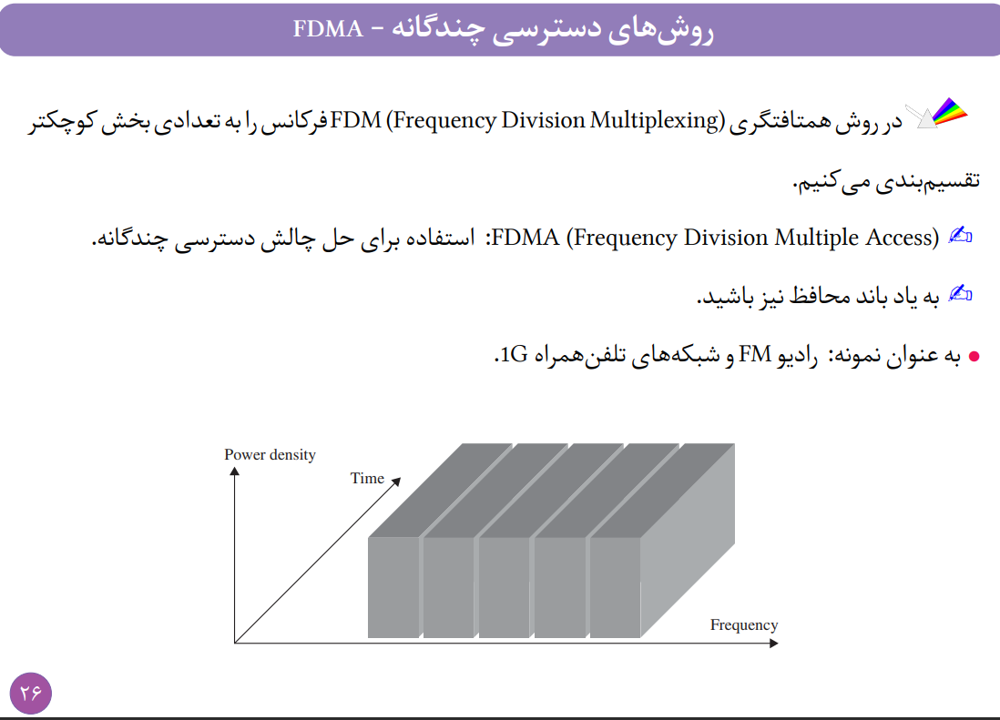 روش‌های دسترسی چندگانه – FDMA
در روش همتافتگری FDM (Frequency Division Multiplexing) فرکانس را به تعدادی بخش کوچکتر
تقسیم‌بندی می‌کنیم.
FDMA (Frequency Division Multiple Access): استفاده برای حل چالش دسترسی چندگانه.
به یاد باند محافظ نیز باشید.
به عنوان نمونه: رادیو FM و شبکه‌های تلفن‌همراه 1G.
Power density
Time
Frequency
۲۶